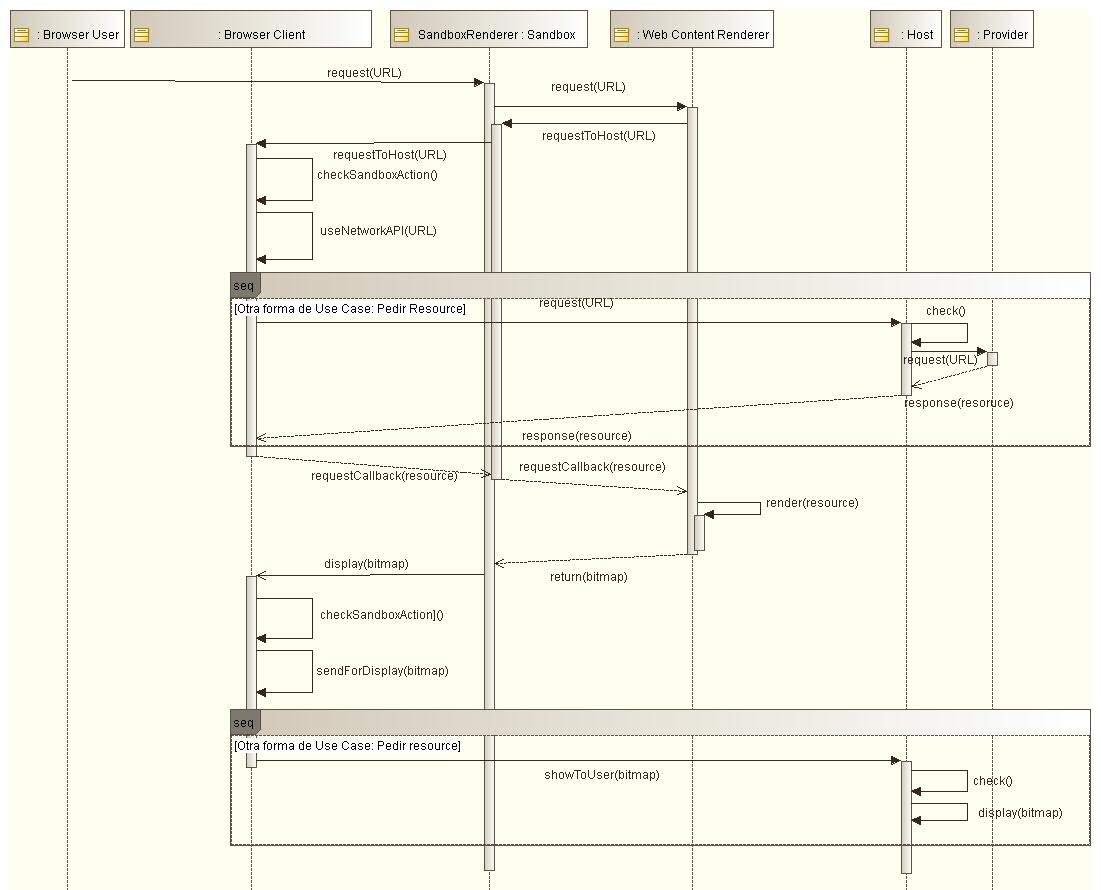 : Browser User
: Browser Client
SandboxRenderer : Sandbox
: Web Content Renderer
: Host
: Provider
request(URL)
request(URL)
requestToHost(URL)
requestToHost(URL)
checkSandboxAction()
useNetworkAPI(URL)
seq
[Otra forma de Use Case: Pedir Resource]
request(URL)
check()
request(URL)
response(resoruce)
response(resource)
requestCallback(resource)
requestCallback(resource)
render(resource)
display(bitmap)
return(bitmap)
checkSandboxAction]()
sendForDisplay(bitmap)
seq
[Otra forma de Use Case: Pedir resource]
showToUser(bitmap)
check()
display(bitmap)